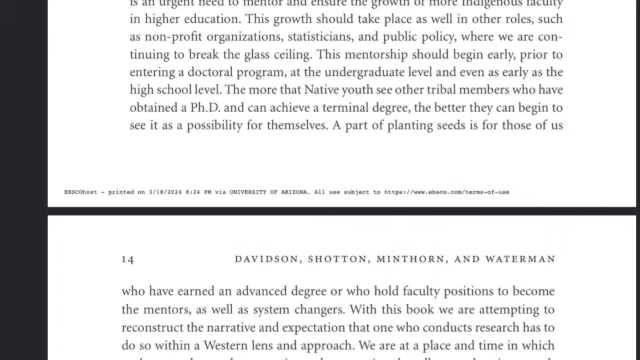 is an urgent need to mentor and ensure the growth of more Indigenous faculty
in higher education. This growth should take place as well in other roles, such
as non-profit organizations, statisticians, and public policy, where we are con-
tinuing to break the glass ceiling. This mentorship should begin early, prior to
entering a doctoral program, at the undergraduate level and even as early as the
high school level. The more that Native youth see other tribal members who have
obtained a Ph.D. and can achieve a terminal degree, the better they can begin to
see it as a possibility for themselves. A part of planting seeds is for those of us
EBSCOhost - printed on 3/18/2024 8:24 PM via UNIVERSITY OF ARIZONA. All use subject to https://www.ebsco.com/terms-of-use
14 DAVIDSON, SHOTTON, MINTHORN, AND WATERMAN
who have earned an advanced degree or who hold faculty positions to become
the mentors, as well as system changers. With this book we are attempting to
reconstruct the narrative and expectation that one who conducts research has to
do so within a Western lens and approach. We are at a place and time in which